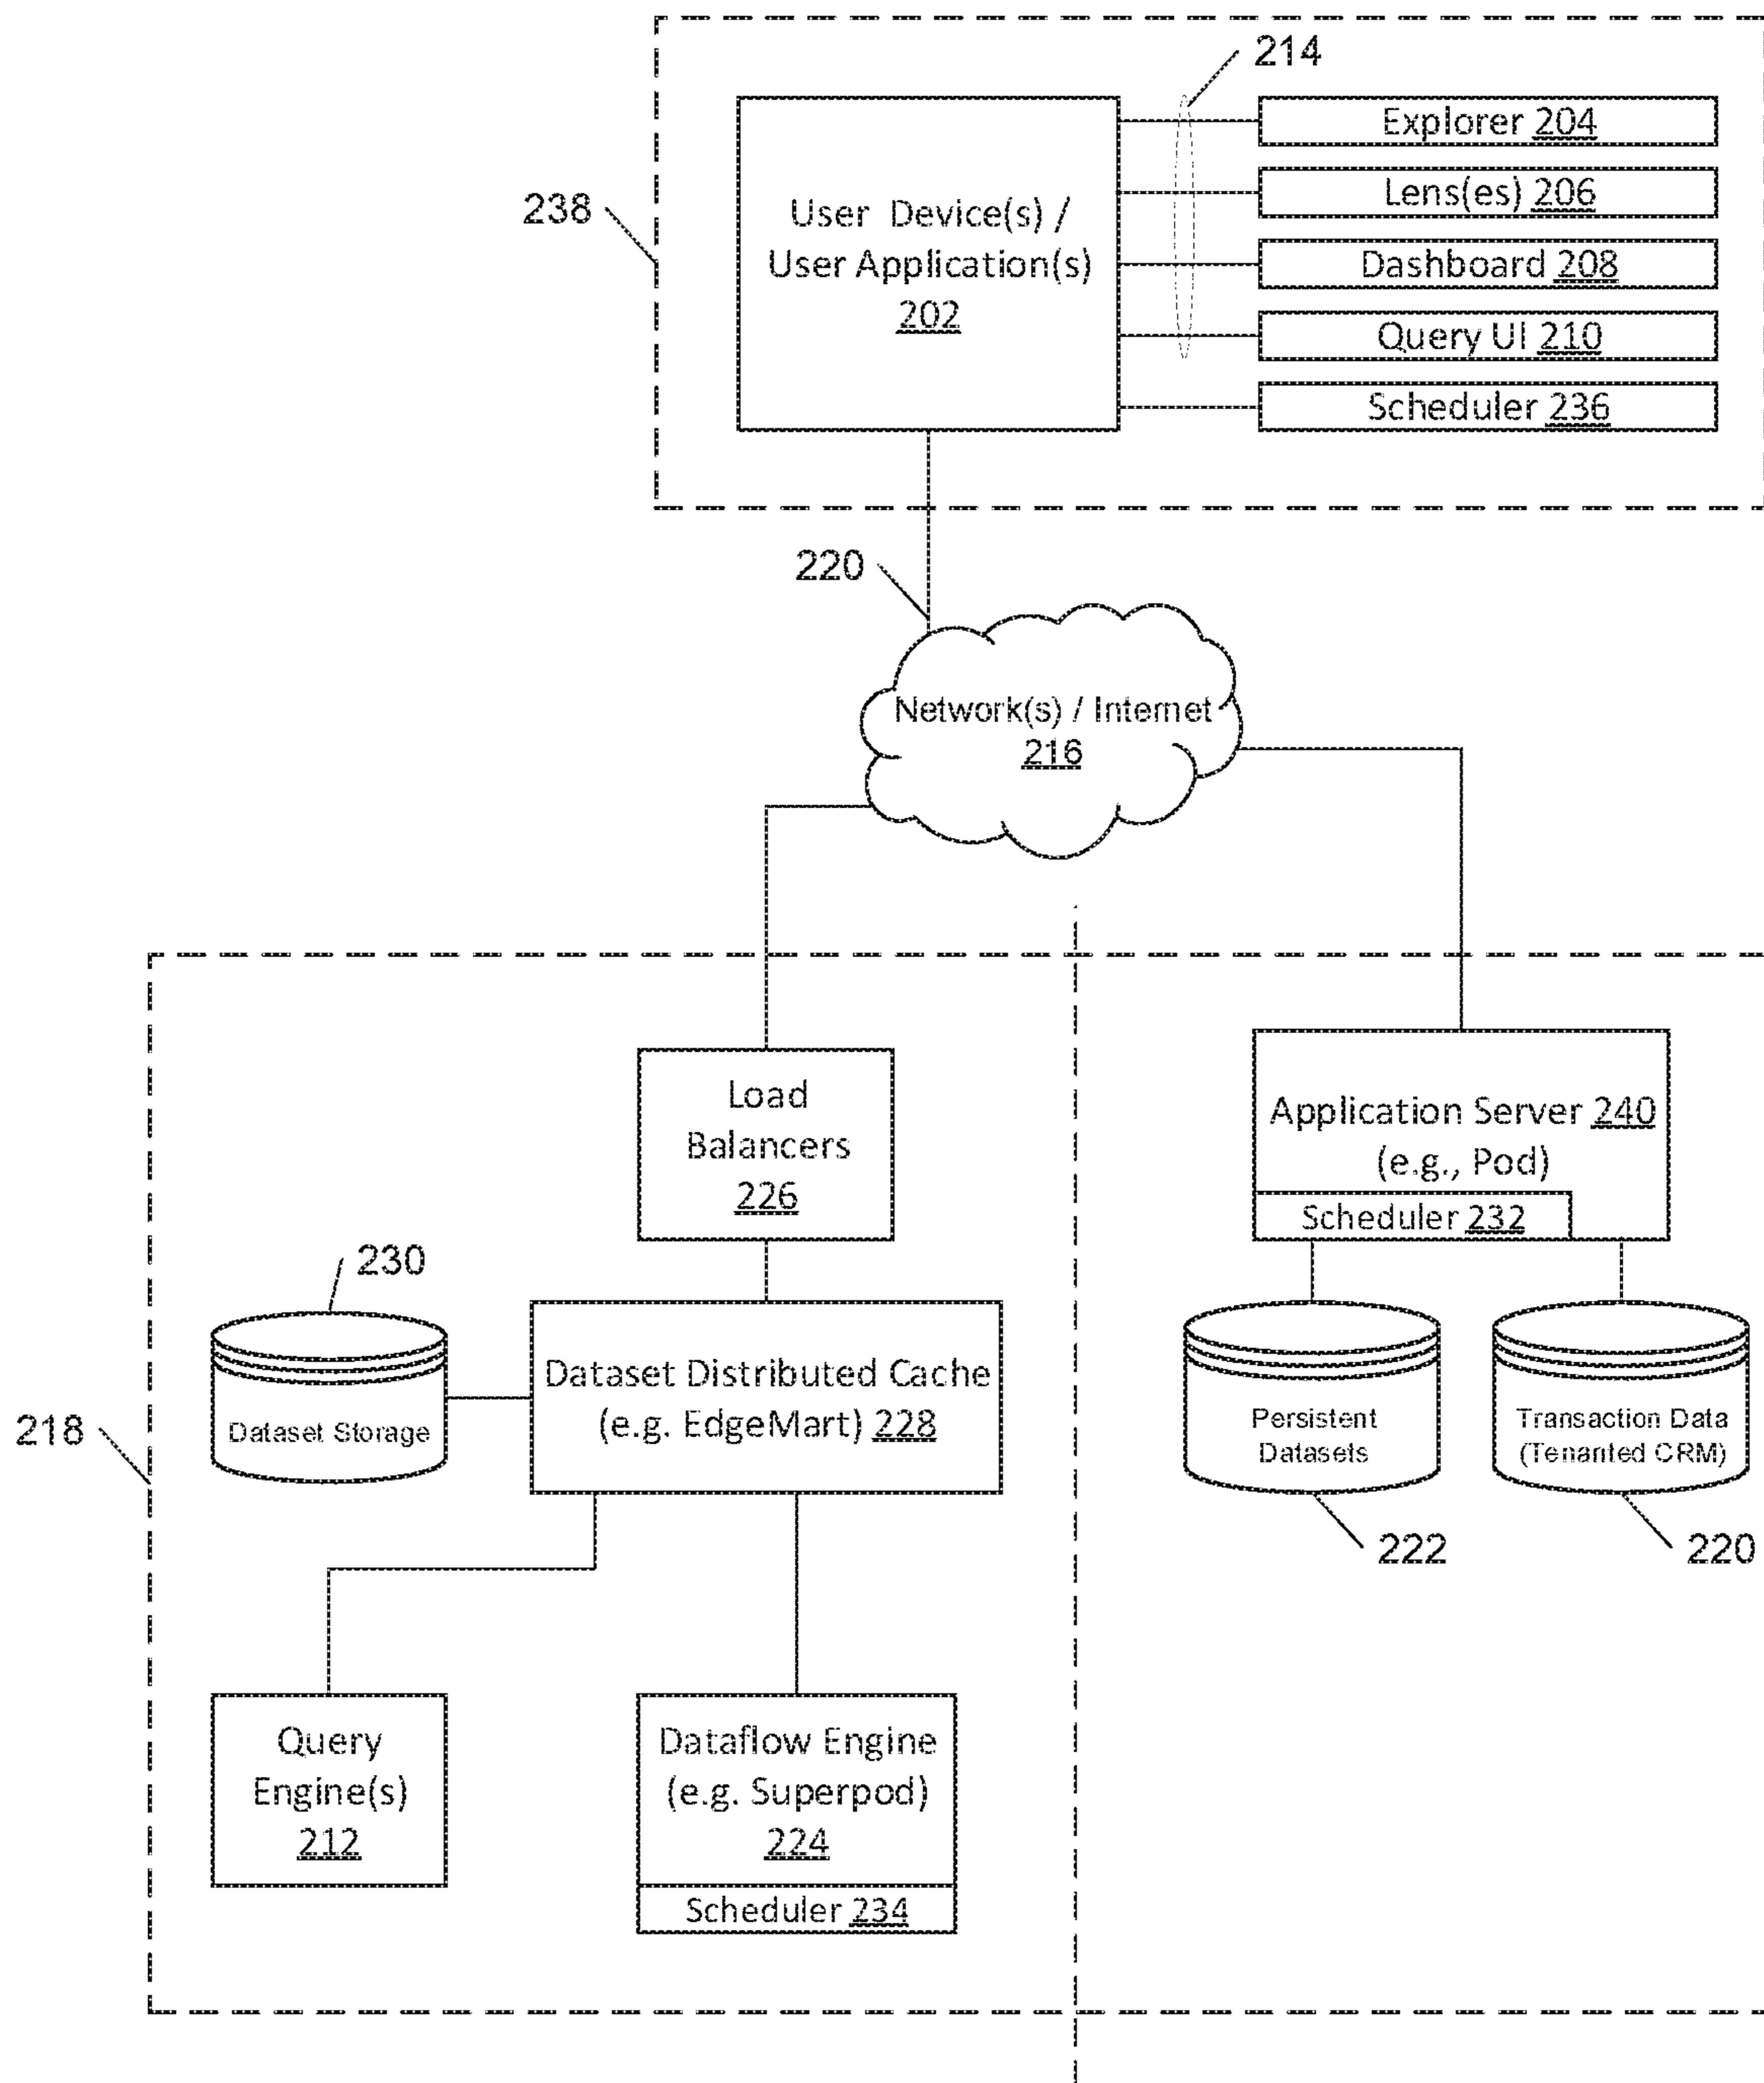 214
Explorer 204
Lens(es) 206
Dashboard 208
Query UI 210
Scheduler 236
User Device(s) /
User Application(s)
202
238
220
Network(s) / Internet
216
Load
Balancers
226
Application Server 240
(e.g., Pod)
Scheduler 232
230
Dataset Storage
Dataset Distributed Cache
(e.g. EdgeMart) 228
218
Persistent
Datasets
Transaction Data
(Tenanted CRM)
222
220
Query
Engine(s)
212
Dataflow Engine
(e.g. Superpod)
224
Scheduler 234